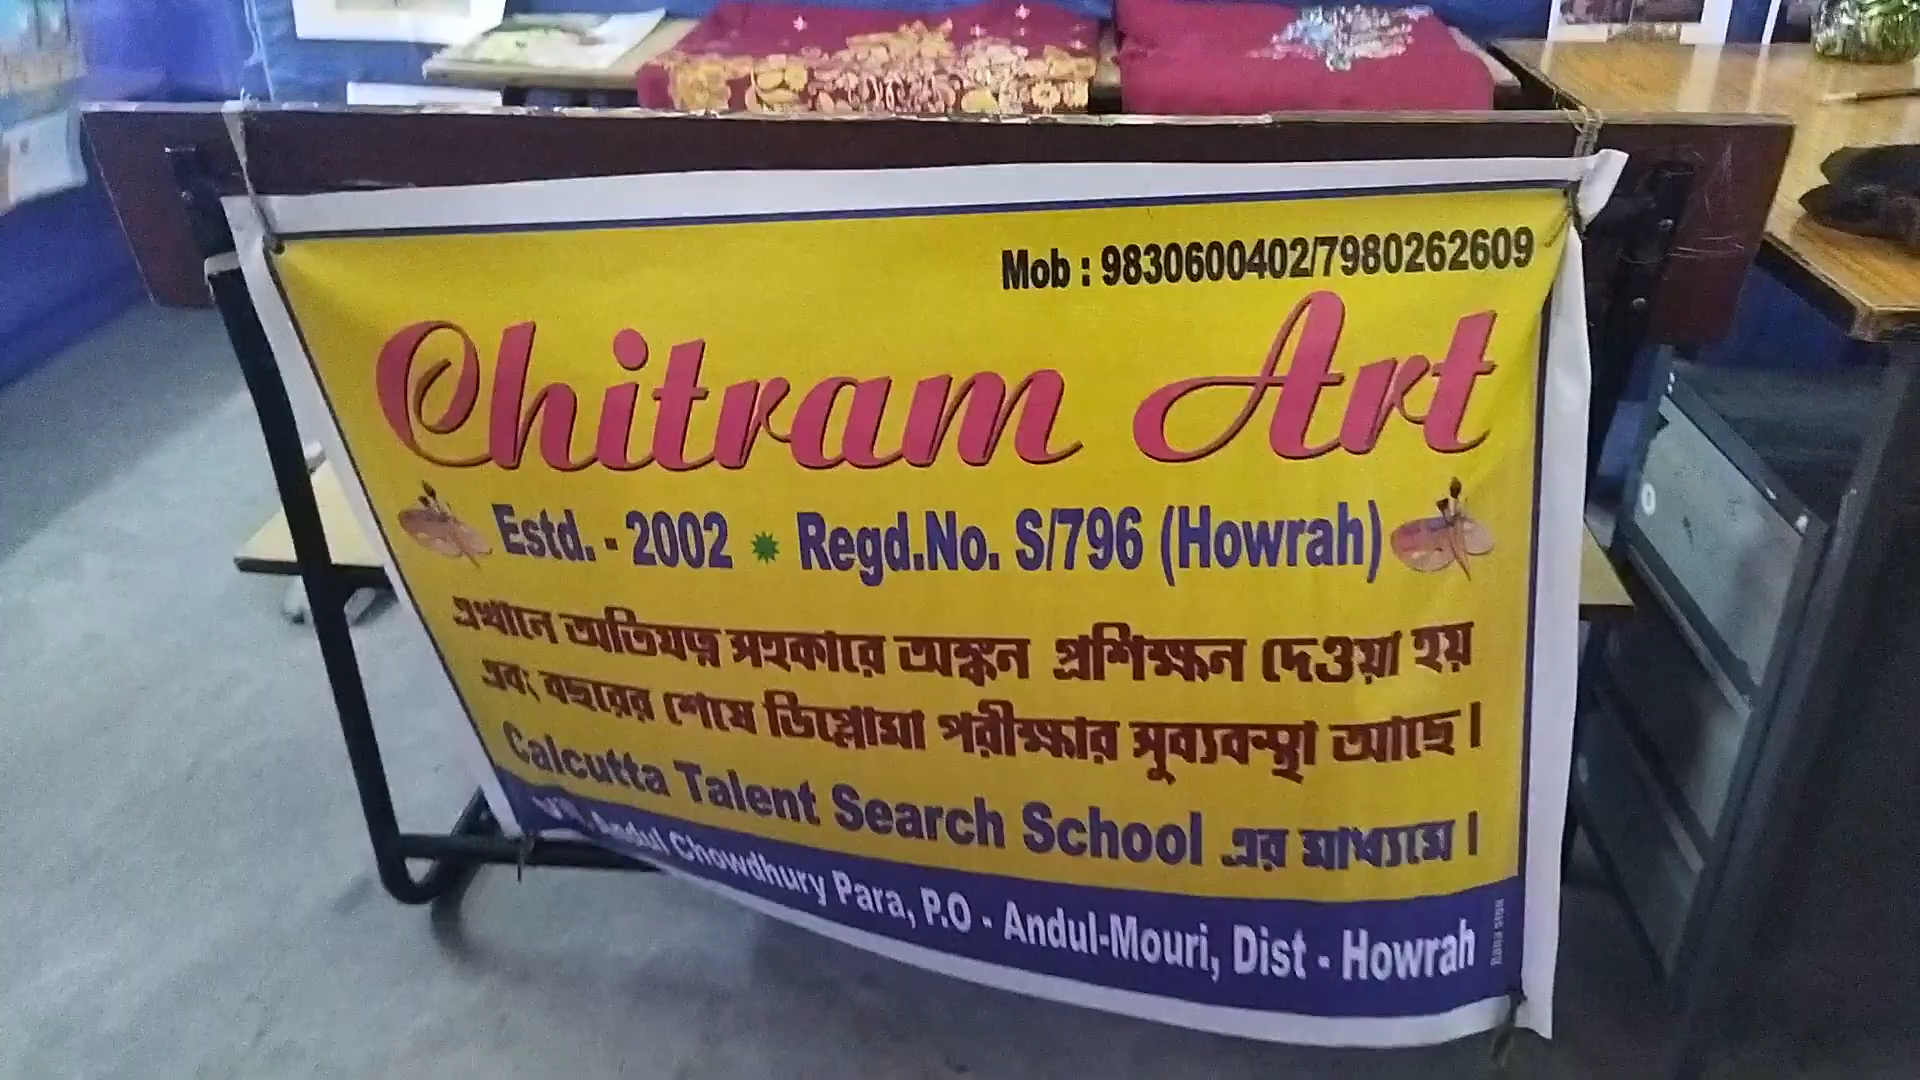 Mob : 9830600402/7980262609
Chitram Art
Estd. - 2002 Regd.No. S/796 (Howrah)
এখানে অতিযত্ন সহকারে অঙ্কন প্রশিক্ষন দেওয়া হয়
এবং বছরের শেষে ডিপ্লোমা পরীক্ষার সুব্যবস্থা আছে।
Calcutta Talent Search School এর মাধ্যমে।
Andul Chowdhury Para, P.O - Andul-Mouri, Dist - Howrah